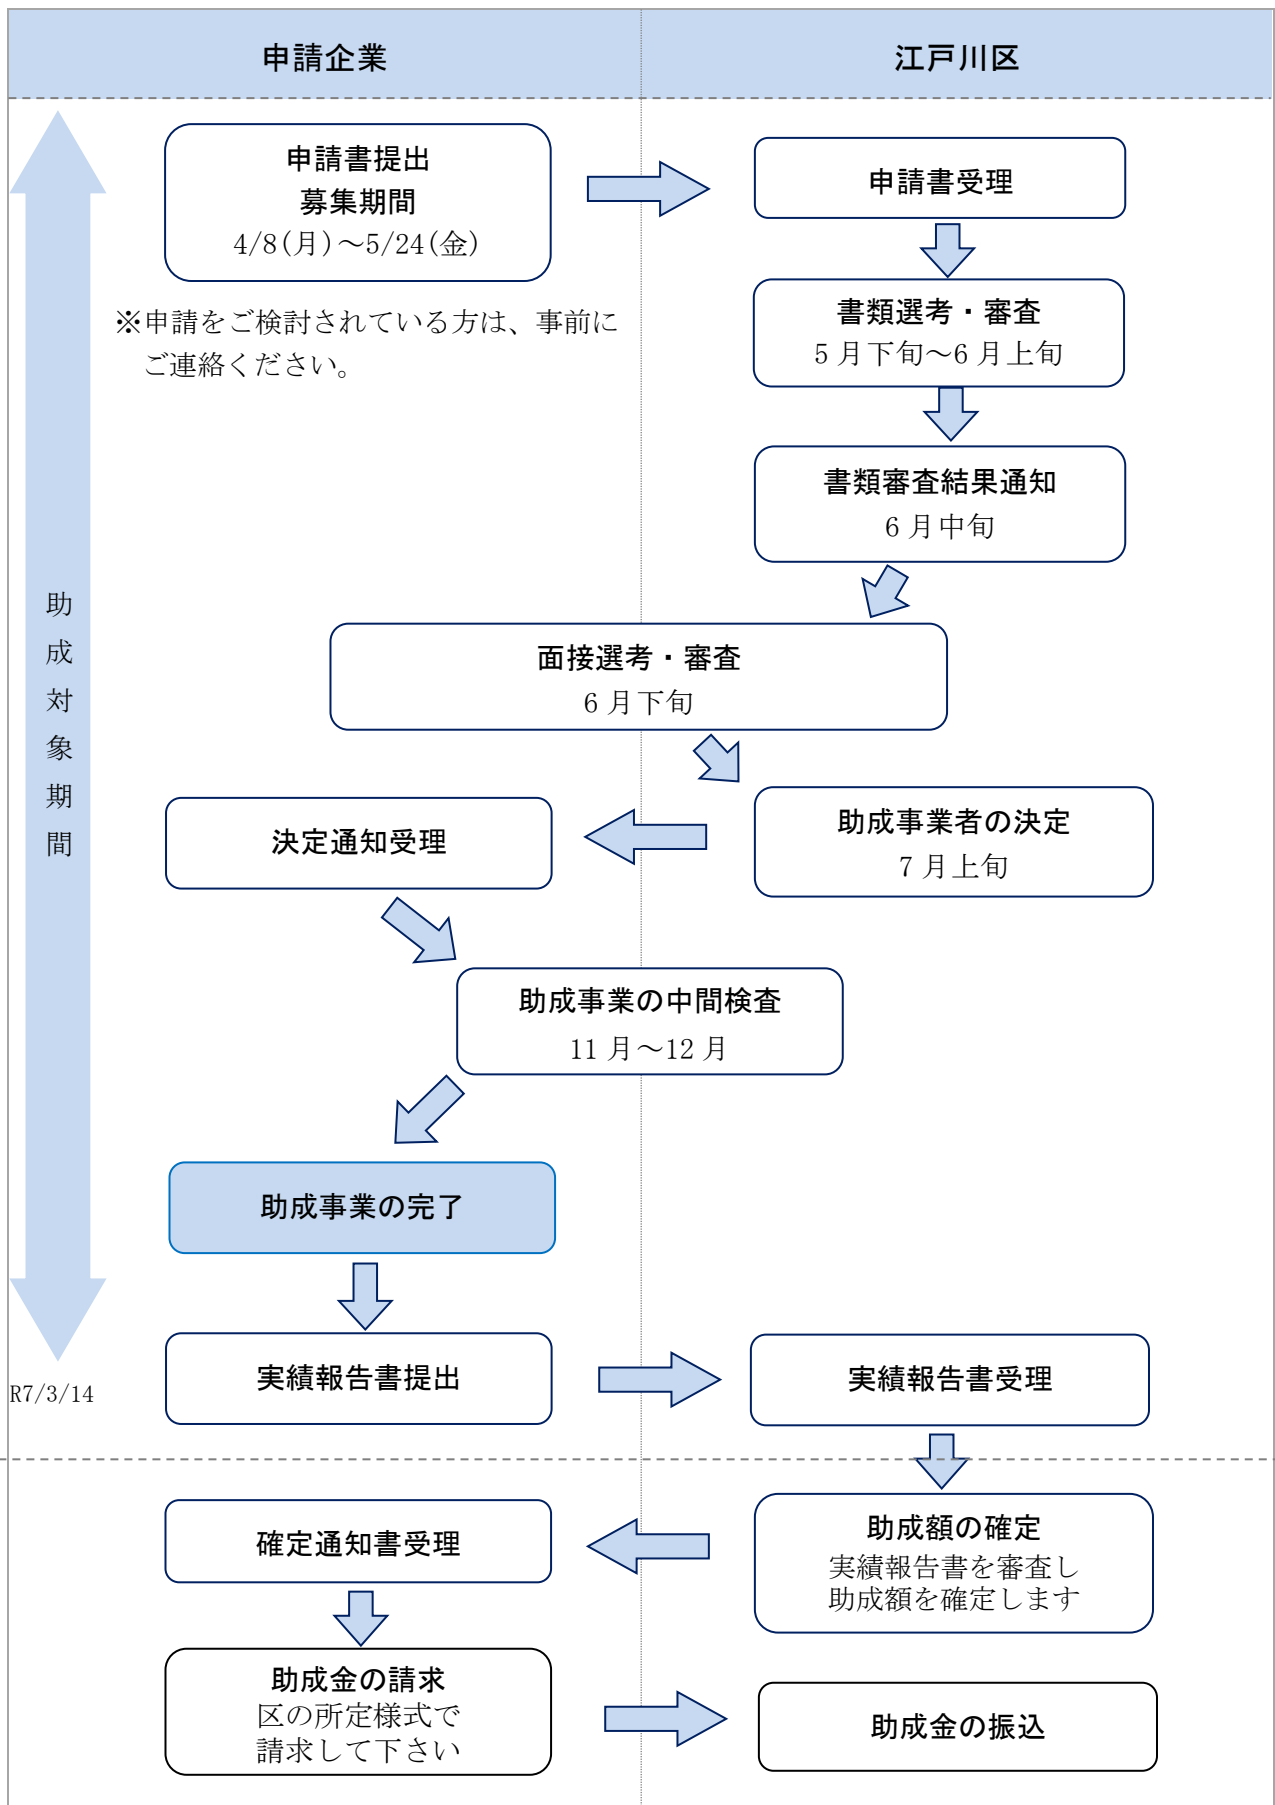 申請企業
江戸川区
申請書提出
募集期間
4/8(月)～5/24(金)
申請書受理
※申請をご検討されている方は、事前に
ご連絡ください。
書類選考・審査
5月下旬～6月上旬
書類審査結果通知
6月中旬
面接選考・審査
6月下旬
助成事業者の決定
7月上旬
決定通知受理
助成事業の中間検査
11月～12月
助成対象期間
助成事業の完了
実績報告書提出
実績報告書受理
R7/3/14
助成額の確定
実績報告書を審査し
助成額を確定します
確定通知書受理
助成金の請求
区の所定様式で
請求して下さい
助成金の振込